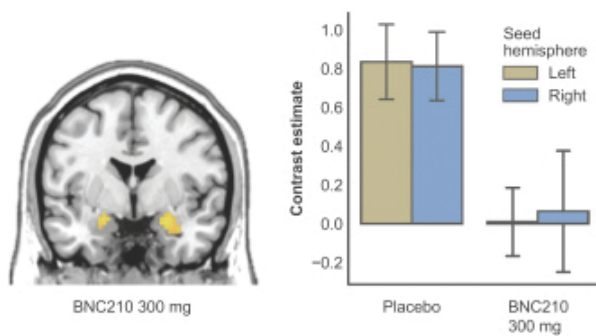 BNC210 300 mg
Contrast estimate
1.0
0.8
0.6
0.4
0.2
0.0
−0.2
Seed
hemisphere
Left
Right
Placebo
BNC210
300 mg